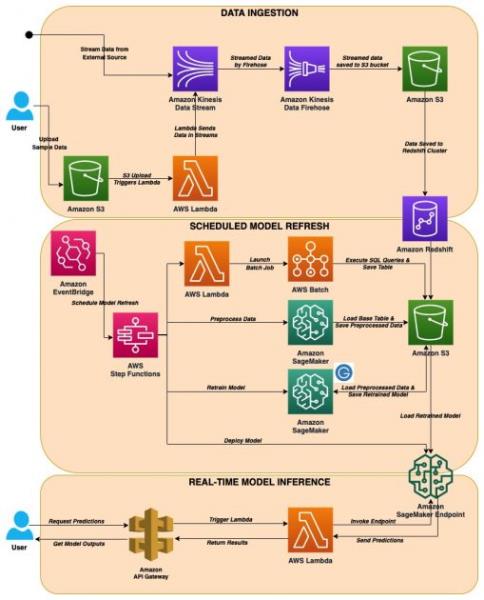 DATA INGESTION
Stream Data from
External Source
Streamed Data
by Firehose
Streamed data
saved to S3 bucket
Amazon Kinesis
Data Stream
Amazon Kinesis
Data Firehose
Amazon S3
User
Upload
Sample Data
Lambda Sends
Data in Streams
S3 Upload
Triggers Lambda
Amazon S3
AWS Lambda
Data Saved to
Redshift Cluster
SCHEDULED MODEL REFRESH
Amazon Redshift
Amazon
EventBridge
Launch
Batch Job
Execute SQL Queries &
Save Table
AWS Lambda
AWS Batch
Schedule Model Refresh
Preprocess Data
Load Base Table &
Save Preprocessed Data
AWS
Step Functions
Amazon
SageMaker
Amazon S3
Retrain Model
Load Preprocessed Data &
Save Retrained Model
Amazon
SageMaker
Load Retrained Model
Deploy Model
REAL-TIME MODEL INFERENCE
Amazon
SageMaker Endpoint
Request Predictions
Trigger Lambda
Invoke Endpoint
User
Get Model Outputs
Return Results
Send Predictions
Amazon
API Gateway
AWS Lambda